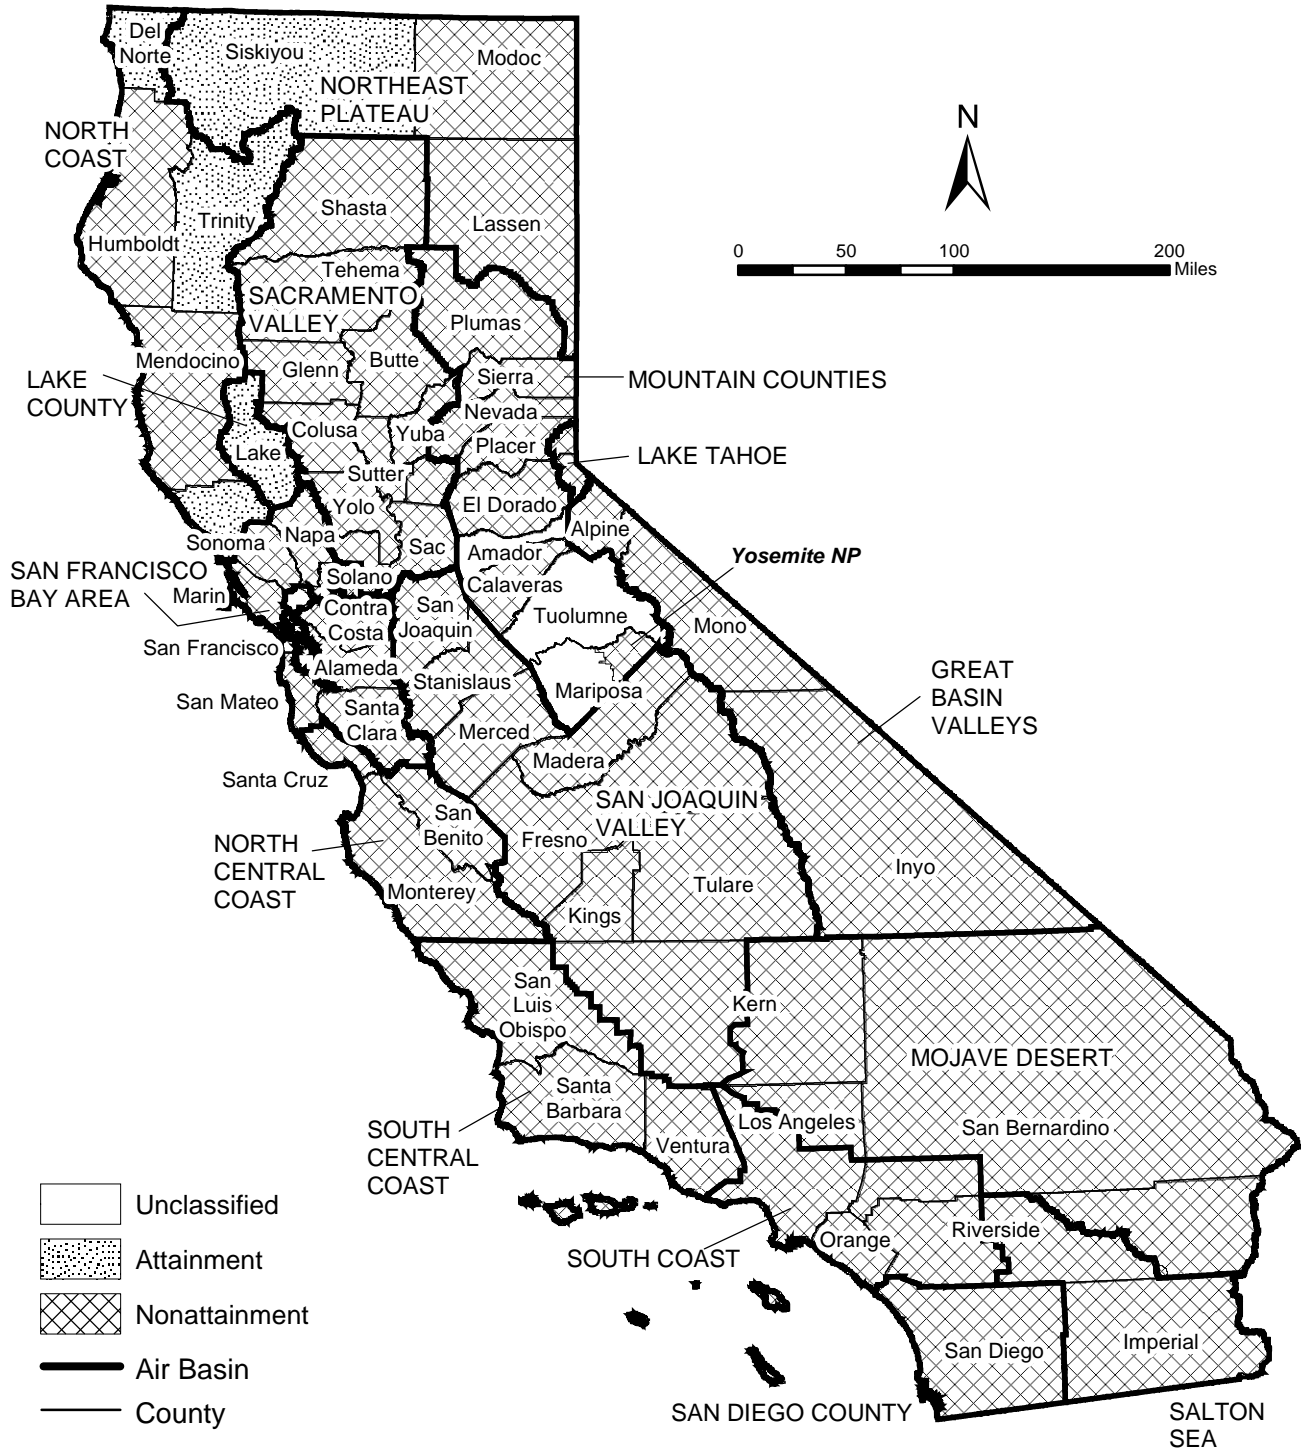 Del
Norte
Siskiyou
Modoc
NORTHEAST
PLATEAU
NORTH
COAST
N
Trinity
Shasta
Lassen
Humboldt
0 50 100 200
Miles
Tehema
SACRAMENTO
VALLEY
Plumas
Mendocino
Glenn
Butte
Sierra
MOUNTAIN COUNTIES
LAKE
COUNTY
Nevada
Colusa
Yuba
Placer
Lake
LAKE TAHOE
Sutter
Yolo
El Dorado
Napa
Alpine
Sonoma
Sac
Amador
Yosemite NP
SAN FRANCISCO
BAY AREA
Solano
Calaveras
Marin
Contra
Costa
San
Joaquin
Tuolumne
Mono
San Francisco
Alameda
Stanislaus
Mariposa
GREAT
BASIN
VALLEYS
San Mateo
Santa
Clara
Merced
Madera
Santa Cruz
SAN JOAQUIN
VALLEY
San
Benito
Fresno
NORTH
CENTRAL
COAST
Inyo
Monterey
Tulare
Kings
San
Luis
Obispo
Kern
MOJAVE DESERT
Santa
Barbara
Los Angeles
San Bernardino
SOUTH
CENTRAL
COAST
Ventura
Unclassified
Riverside
Orange
SOUTH COAST
Attainment
Nonattainment
San Diego
Imperial
Air Basin
County
SAN DIEGO COUNTY
SALTON
SEA